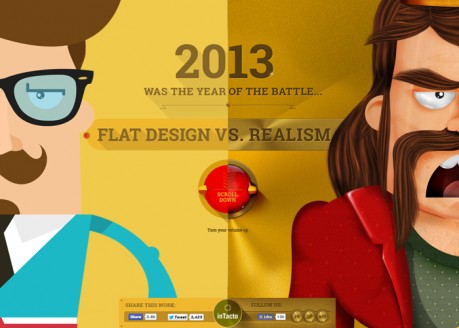 2013
WAS THE YEAR OF THE BATTLE...
FLAT DESIGN VS. REALISM
SCROLL
DOWN
Turn your volume up
SHARE THIS WORK:
FOLLOW US:
Share
Tweet
inTacto
Like